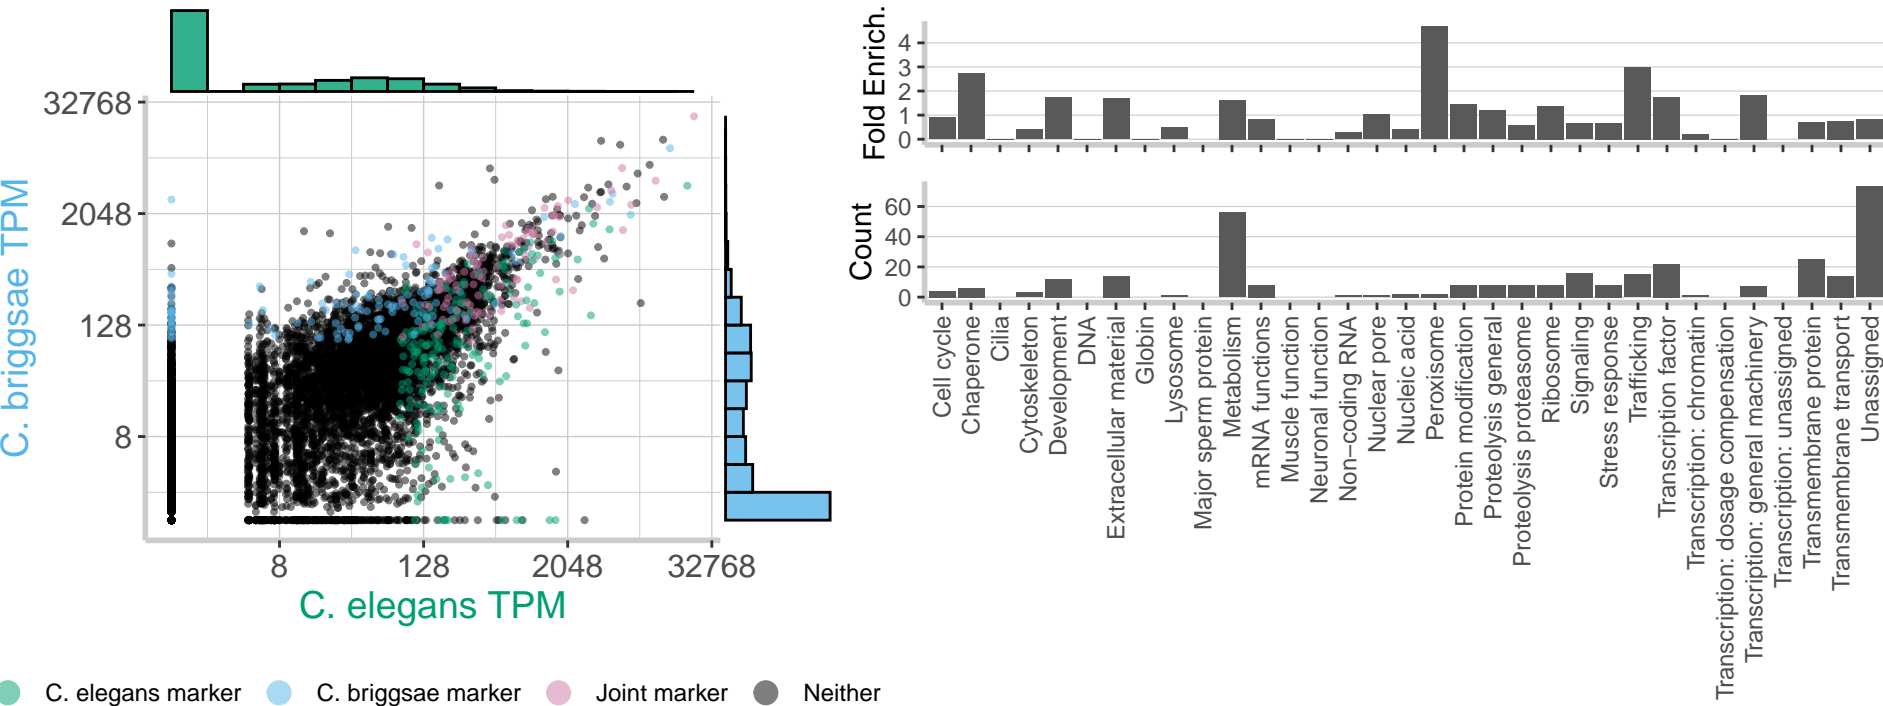 32768
2048
128
8
C. briggsae TPM
8
128
2048
32768
C. elegans TPM
C. elegans marker
C. briggsae marker
Joint marker
Neither
Fold Enrich.
4
3
2
1
0
Count
60
40
20
0
Cell cycle
Chaperone
Cilia
Cytoskeleton
Development
DNA
Extracellular material
Globin
Lysosome
Major sperm protein
Metabolism
mRNA functions
Muscle function
Neuronal function
Non−coding RNA
Nuclear pore
Nucleic acid
Peroxisome
Protein modification
Proteolysis general
Proteolysis proteasome
Ribosome
Signaling
Stress response
Trafficking
Transcription factor
Transcription: chromatin
Transcription: dosage compensation
Transcription: general machinery
Transcription: unassigned
Transmembrane protein
Transmembrane transport
Unassigned